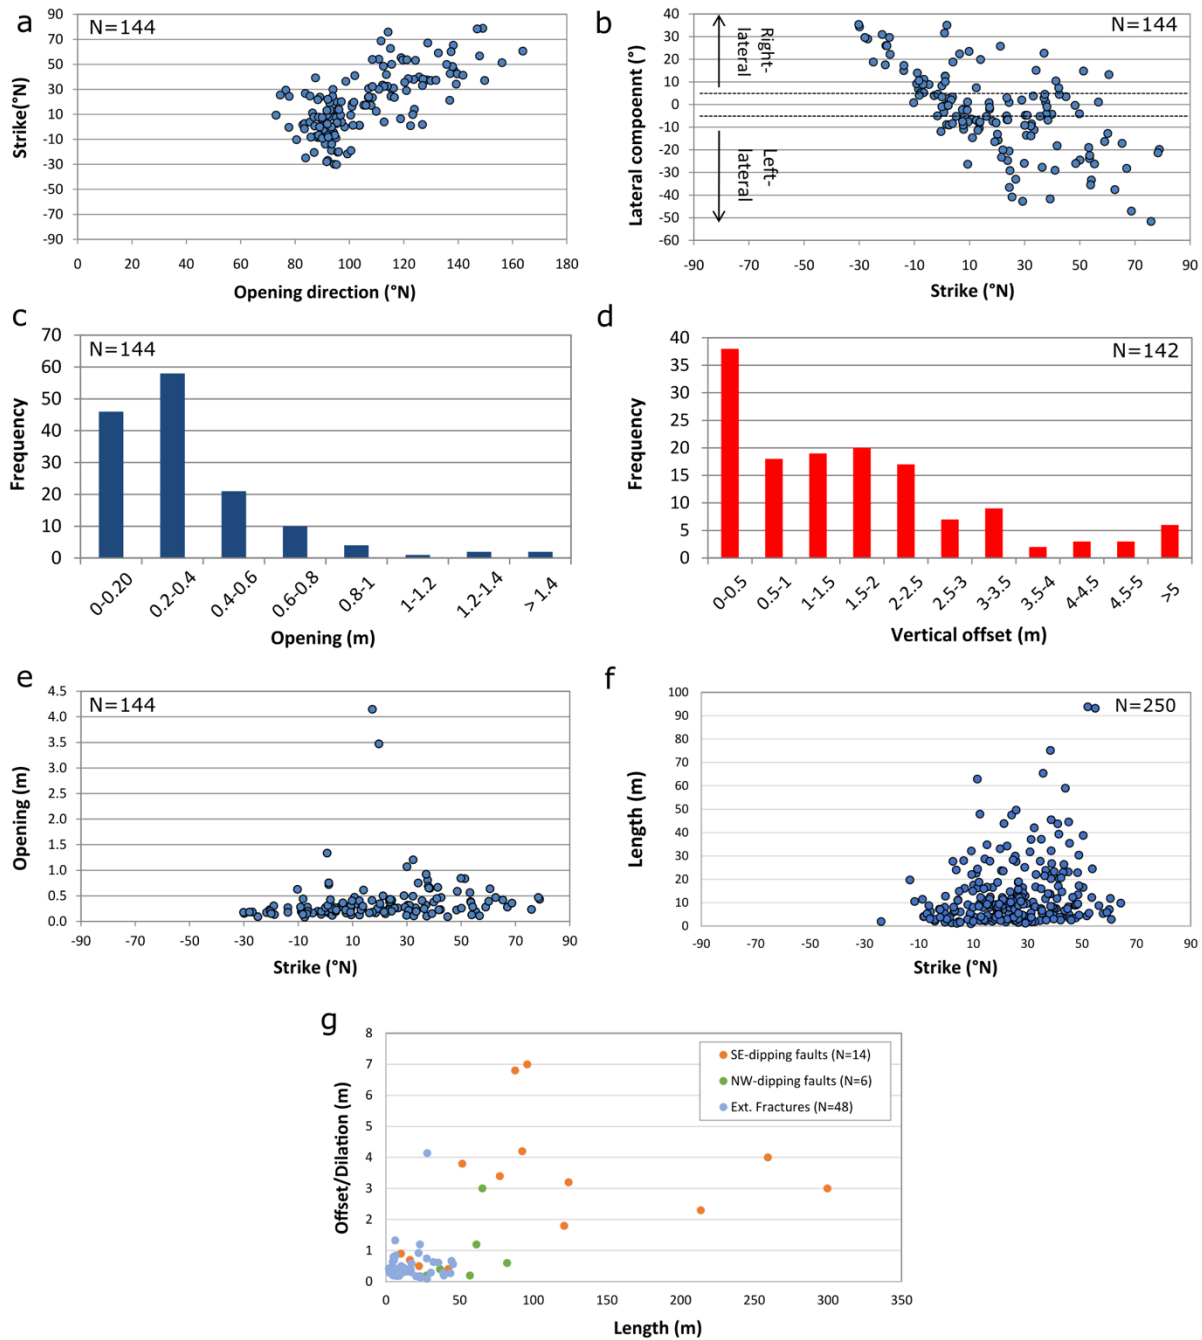 a
N=144
90
70
50
30
10
-10
-30
-50
-70
-90
Strike(°N)
0 20 40 60 80 100 120 140 160 180
Opening direction (°N)
b
N=144
40
30
20
10
0
-10
-20
-30
-40
-50
-60
Lateral compoennt (°)
Right-
lateral
Left-
lateral
-90 -70 -50 -30 -10 10 30 50 70 90
Strike (°N)
c
N=144
70
60
50
40
30
20
10
0
Frequency
0-0.20 0.2-0.4 0.4-0.6 0.6-0.8 0.8-1 1-1.2 1.2-1.4 > 1.4
Opening (m)
d
N=142
40
35
30
25
20
15
10
5
0
Frequency
0-0.5 0.5-1 1-1.5 1.5-2 2-2.5 2.5-3 3-3.5 3.5-4 4-4.5 4.5-5 >5
Vertical offset (m)
e
N=144
4.5
4.0
3.5
3.0
2.5
2.0
1.5
1.0
0.5
0.0
Opening (m)
-90 -70 -50 -30 -10 10 30 50 70 90
Strike (°N)
f
N=250
100
90
80
70
60
50
40
30
20
10
0
Length (m)
-90 -70 -50 -30 -10 10 30 50 70 90
Strike (°N)
g
8
7
6
5
4
3
2
1
0
Offset/Dilation (m)
SE-dipping faults (N=14)
NW-dipping faults (N=6)
Ext. Fractures (N=48)
0 50 100 150 200 250 300 350
Length (m)